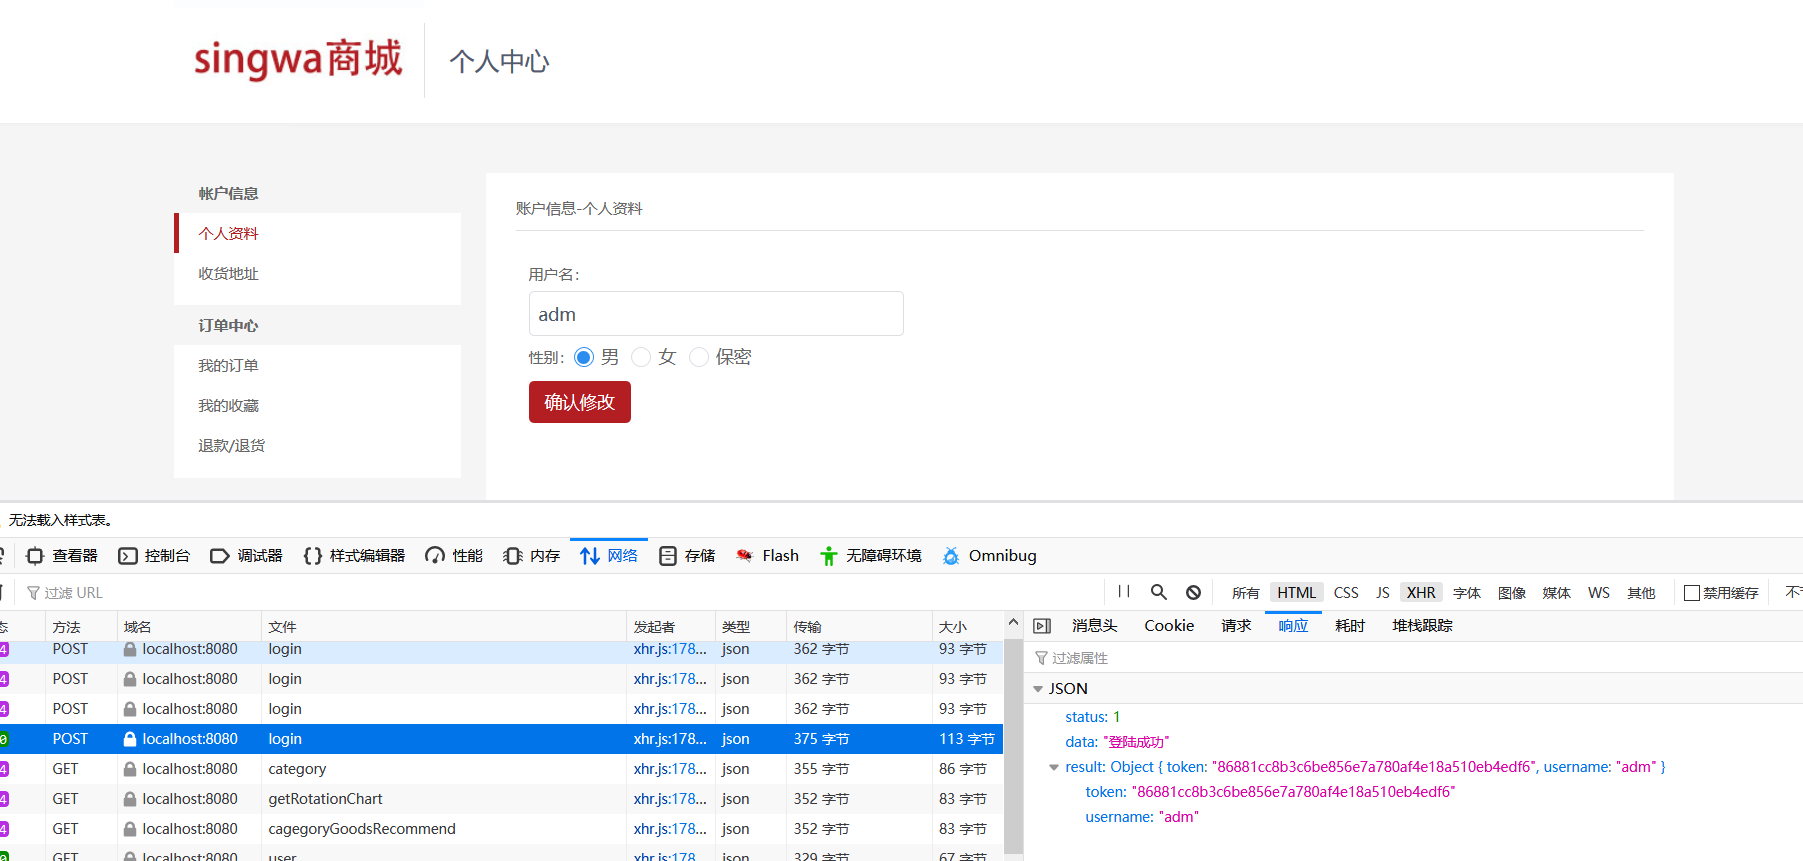 singwa商城 个人中心
帐户信息
个人资料
收货地址
订单中心
我的订单
我的收藏
退款/退货
账户信息-个人资料
用户名：
adm
性别： 男 女 保密
确认修改
无法载入样式表。
查看器 控制台 调试器 样式编辑器 性能 内存 网络 存储 Flash 无障碍环境 Omnibug
过滤 URL 所有 HTML CSS JS XHR 字体 图像 媒体 WS 其他 禁用缓存 不
态 方法 域名 文件 发起者 类型 传输 大小
消息头 Cookie 请求 响应 耗时 堆栈跟踪
4 POST localhost:8080 login xhr.js:178... json 362 字节 93 字节
4 POST localhost:8080 login xhr.js:178... json 362 字节 93 字节
4 POST localhost:8080 login xhr.js:178... json 362 字节 93 字节
0 POST localhost:8080 login xhr.js:178... json 375 字节 113 字节
4 GET localhost:8080 category xhr.js:178... json 355 字节 86 字节
4 GET localhost:8080 getRotationChart xhr.js:178... json 352 字节 83 字节
4 GET localhost:8080 cagegoryGoodsRecommend xhr.js:178... json 352 字节 83 字节
0 GET localhost:8080 user xhr.js:178 json 329 字节 67 字节
过滤属性
JSON
status: 1
data: "登陆成功"
result: Object { token: "86881cc8b3c6be856e7a780af4e18a510eb4edf6", username: "adm" }
token: "86881cc8b3c6be856e7a780af4e18a510eb4edf6"
username: "adm"